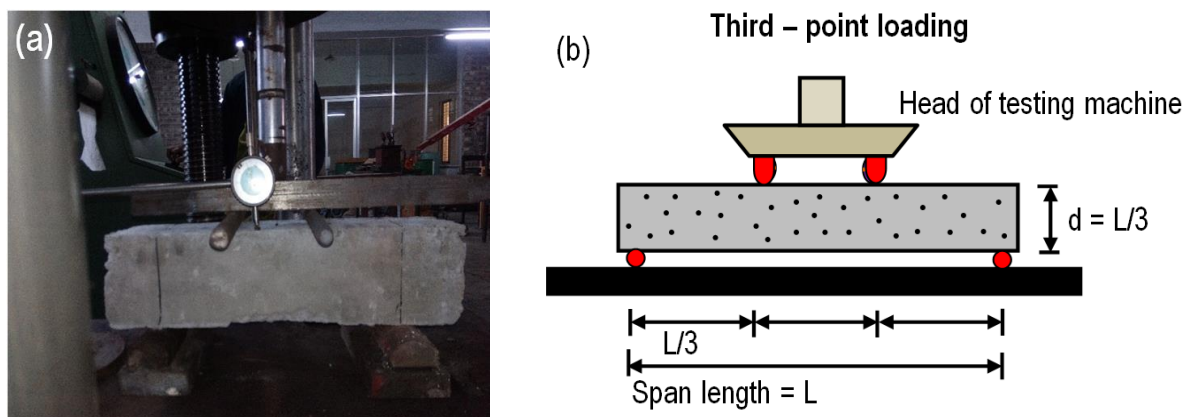 (a)
Third – point loading
(b)
Head of testing machine
d = L/3
L/3
Span length = L